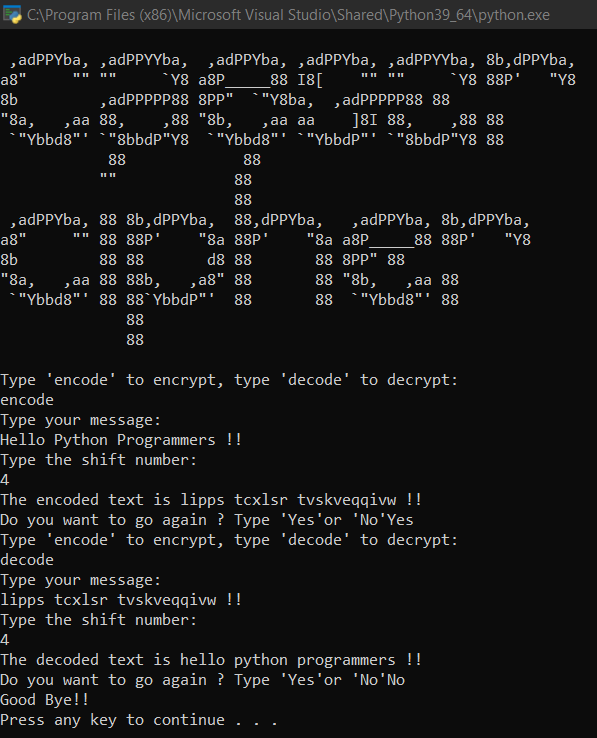 C:\Program Files (x86)\Microsoft Visual Studio\Shared\Python39_64\python.exe
 ,adPPYba, ,adPPYYba,  ,adPPYba, ,adPPYba, ,adPPYYba, 8b,dPPYba,
a8"     "" ""     `Y8 a8P_____88 I8[    "" ""     `Y8 88P'   "Y8
8b         ,adPPPPP88 8PP"  `"Y8ba,  ,adPPPPP88 88
"8a,   ,aa 88,    ,88 "8b,   ,aa aa    ]8I 88,    ,88 88
 `"Ybbd8"' `"8bbdP"Y8  `"Ybbd8"' `"YbbdP"' `"8bbdP"Y8 88
            88             88
           ""             88
                          88
 ,adPPYba, 88 8b,dPPYba,  88,dPPYba,   ,adPPYba, 8b,dPPYba,
a8"     "" 88 88P'    "8a 88P'    "8a a8P_____88 88P'   "Y8
8b         88 88       d8 88       88 8PP" 88
"8a,   ,aa 88 88b,   ,a8" 88       88 "8b,   ,aa 88
 `"Ybbd8"' 88 88`YbbdP"'  88       88  `"Ybbd8"' 88
              88
              88
Type 'encode' to encrypt, type 'decode' to decrypt:
encode
Type your message:
Hello Python Programmers !!
Type the shift number:
4
The encoded text is lipps tcxlsr tvskveqqivw !!
Do you want to go again ? Type 'Yes'or 'No'Yes
Type 'encode' to encrypt, type 'decode' to decrypt:
decode
Type your message:
lipps tcxlsr tvskveqqivw !!
Type the shift number:
4
The decoded text is hello python programmers !!
Do you want to go again ? Type 'Yes'or 'No'No
Good Bye!!
Press any key to continue . . .